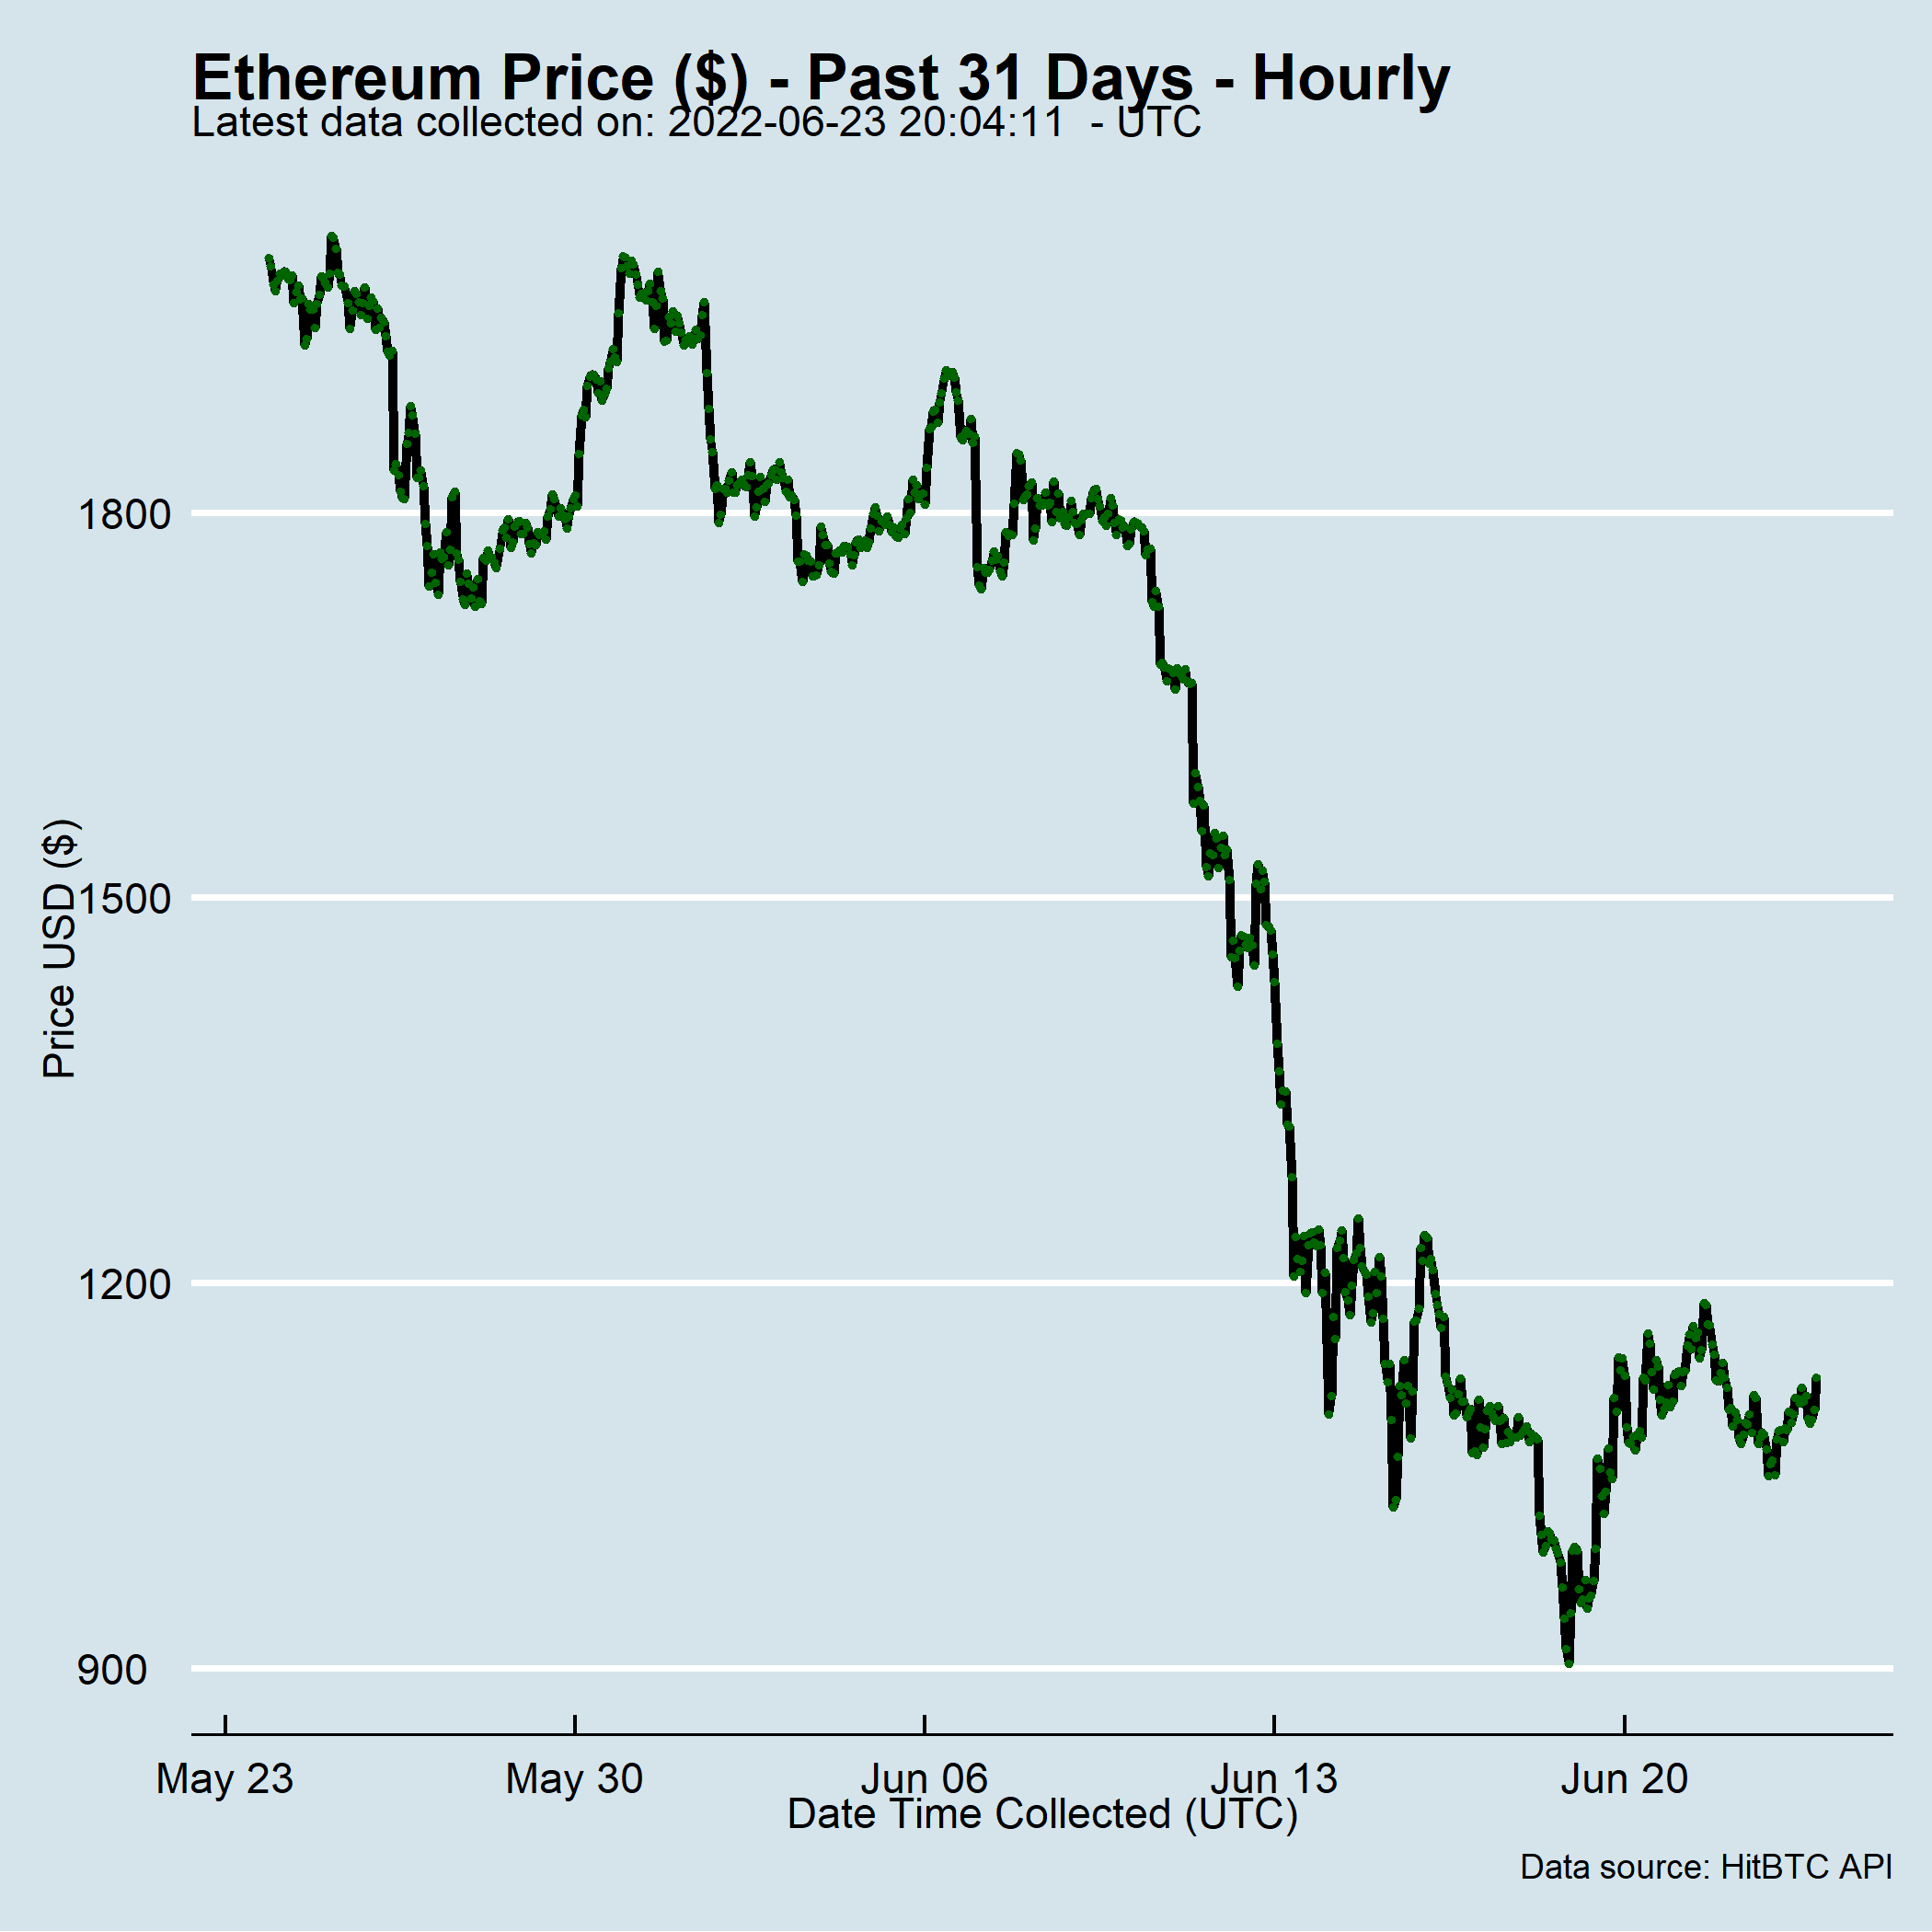 Ethereum Price ($) - Past 31 Days - Hourly
Latest data collected on: 2022-06-23 20:04:11  - UTC
Price USD ($)
1800
1500
1200
900
May 23
May 30
Jun 06
Jun 13
Jun 20
Date Time Collected (UTC)
Data source: HitBTC API